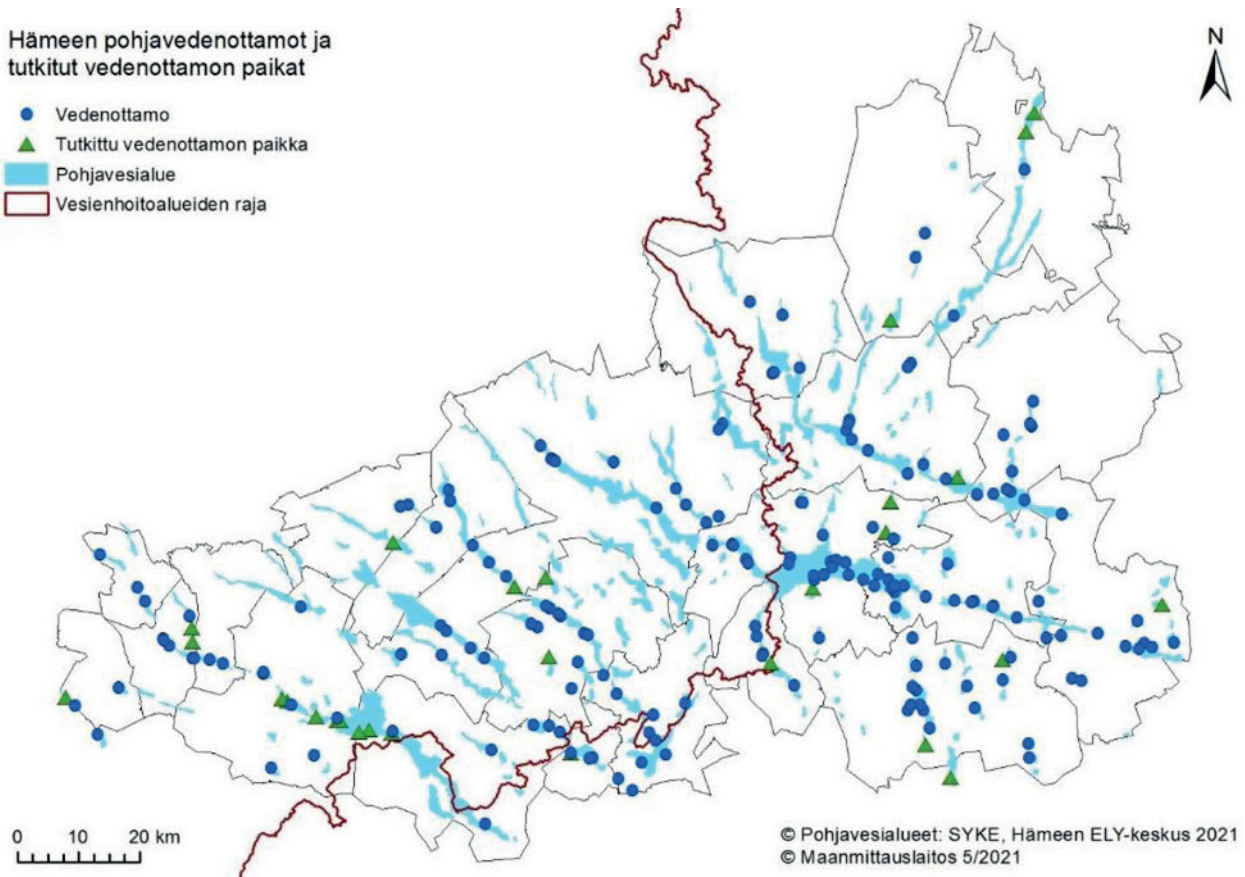 Hämeen pohjavedenottamot ja
tutkitut vedenottamon paikat
Vedenottamo
Tutkittu vedenottamon paikka
Pohjavesialue
Vesienhoitoalueiden raja
N
0 10 20 km
© Pohjavesialueet: SYKE, Hämeen ELY-keskus 2021
© Maanmittauslaitos 5/2021